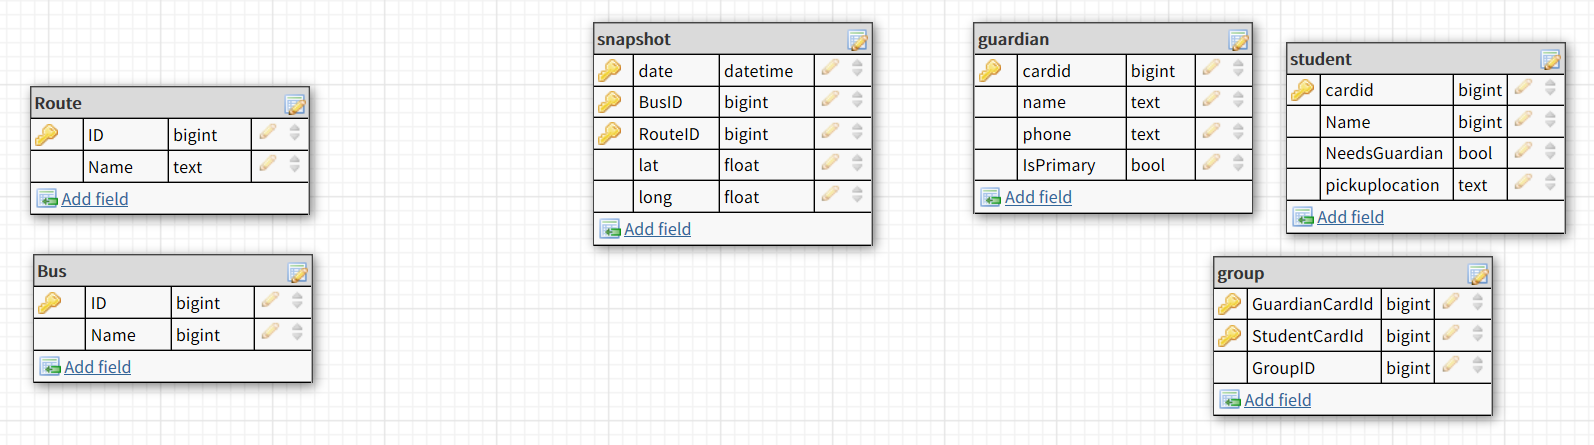 Route
ID bigint
Name text
Add field
Bus
ID bigint
Name bigint
Add field
snapshot
date datetime
BusID bigint
RouteID bigint
lat float
long float
Add field
guardian
cardid bigint
name text
phone text
IsPrimary bool
Add field
student
cardid bigint
Name bigint
NeedsGuardian bool
pickuplocation text
Add field
group
GuardianCardId bigint
StudentCardId bigint
GroupID bigint
Add field